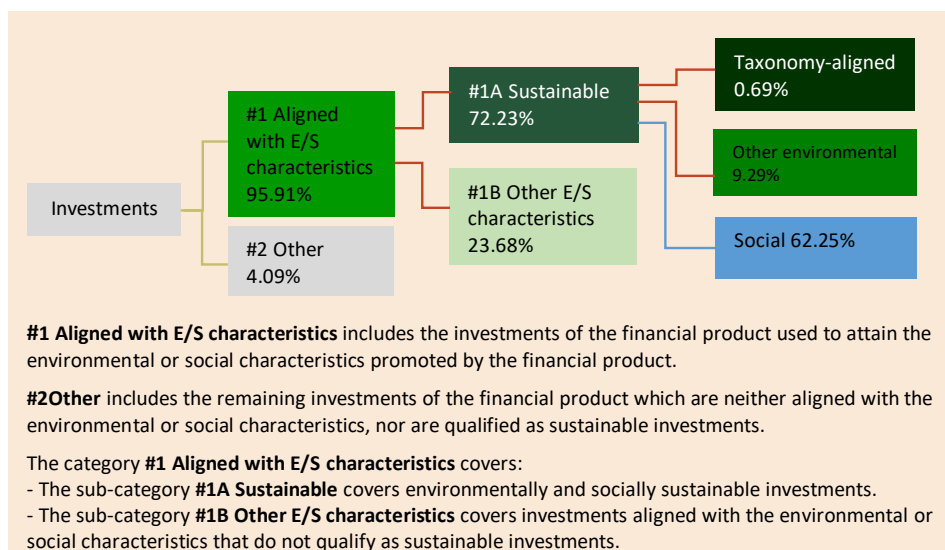 Investments
#1 Aligned
with E/S
characteristics
95.91%
#2 Other
4.09%
#1A Sustainable
72.23%
#1B Other E/S
characteristics
23.68%
Taxonomy-aligned
0.69%
Other environmental
9.29%
Social 62.25%
#1 Aligned with E/S characteristics includes the investments of the financial product used to attain the
environmental or social characteristics promoted by the financial product.
#2Other includes the remaining investments of the financial product which are neither aligned with the
environmental or social characteristics, nor are qualified as sustainable investments.
The category #1 Aligned with E/S characteristics covers:
- The sub-category #1A Sustainable covers environmentally and socially sustainable investments.
- The sub-category #1B Other E/S characteristics covers investments aligned with the environmental or
social characteristics that do not qualify as sustainable investments.